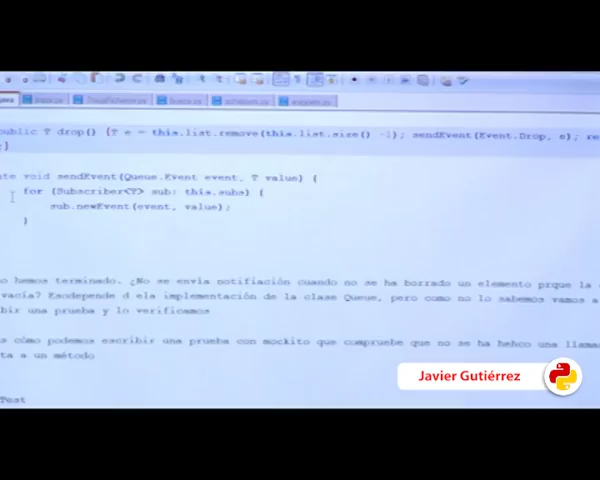 public T drop() {T e = this.list.remove(this.list.size() -1); sendEvent(Event.Drop, e); re
}
te void sendEvent(Queue.Event event, T value) {
for (Subscriber<T> sub: this.subs) {
sub.newEvent(event, value);
}
o hemos terminado. ¿No se envia notifiación cuando no se ha borrado un elemento prque la
vacía? Esodepende d ela implementación de la clase Queue, pero como no lo sabemos vamos a
bir una prueba y lo verificamos
s cómo podemos escribir una prueba con mockito que compruebe que no se ha hehco una llama
ta a un método
Javier Gutiérrez
Test